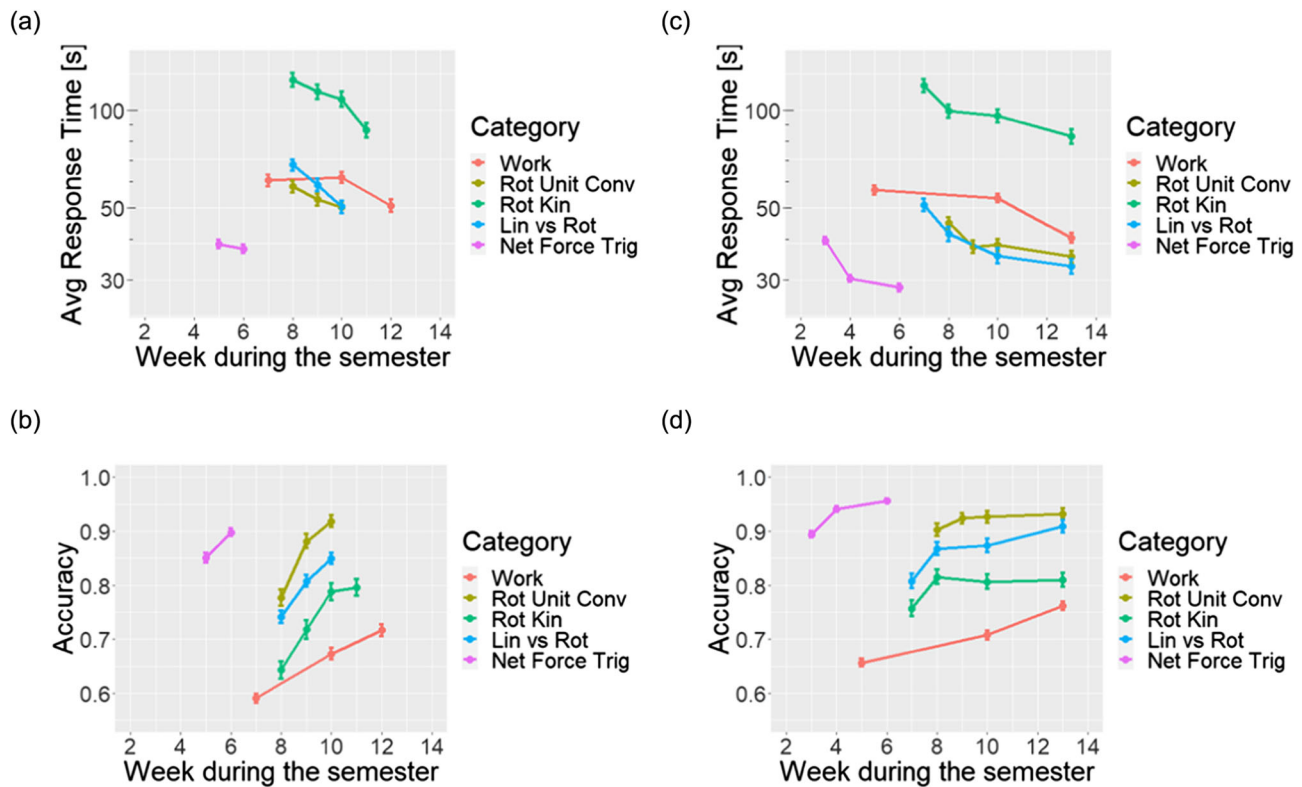 (a)
Avg Response Time [s]
100
50
30
2 4 6 8 10 12 14
Week during the semester
Category
Work
Rot Unit Conv
Rot Kin
Lin vs Rot
Net Force Trig
(c)
Avg Response Time [s]
100
50
30
2 4 6 8 10 12 14
Week during the semester
Category
Work
Rot Unit Conv
Rot Kin
Lin vs Rot
Net Force Trig
(b)
Accuracy
1.0
0.9
0.8
0.7
0.6
2 4 6 8 10 12 14
Week during the semester
Category
Work
Rot Unit Conv
Rot Kin
Lin vs Rot
Net Force Trig
(d)
Accuracy
1.0
0.9
0.8
0.7
0.6
2 4 6 8 10 12 14
Week during the semester
Category
Work
Rot Unit Conv
Rot Kin
Lin vs Rot
Net Force Trig